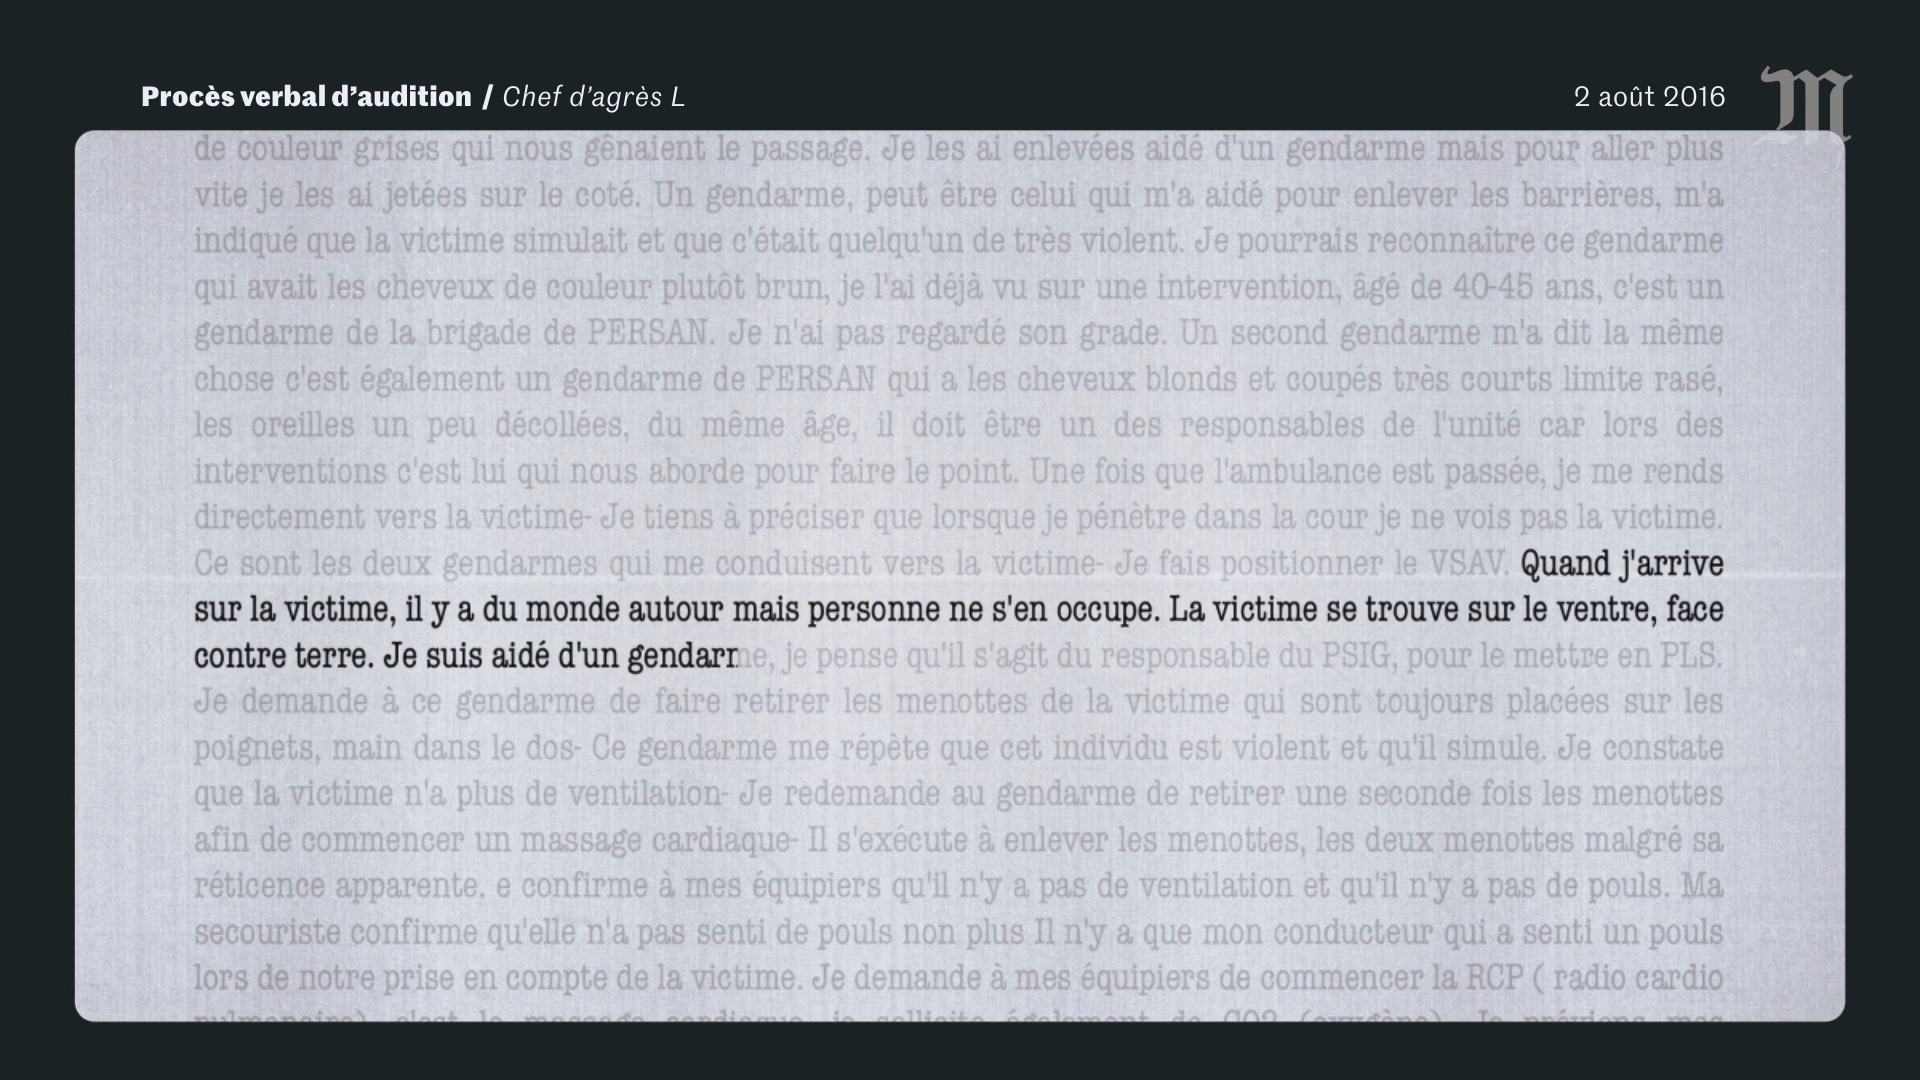 Procès verbal d'audition / Chef d'agrès L
2 août 2016
M
de couleur grises qui nous gênaient le passage. Je les ai enlevées aidé d'un gendarme mais pour aller plus
vite je les ai jetées sur le coté. Un gendarme, peut être celui qui m'a aidé pour enlever les barrières, m'a
indiqué que la victime simulait et que c'était quelqu'un de très violent. Je pourrais reconnaître ce gendarme
qui avait les cheveux de couleur plutôt brun, je l'ai déjà vu sur une intervention, âgé de 40-45 ans, c'est un
gendarme de la brigade de PERSAN. Je n'ai pas regardé son grade. Un second gendarme m'a dit la même
chose c'est également un gendarme de PERSAN qui a les cheveux blonds et coupés très courts limite rasé,
les oreilles un peu décollées, du même âge, il doit être un des responsables de l'unité car lors des
interventions c'est lui qui nous aborde pour faire le point. Une fois que l'ambulance est passée, je me rends
directement vers la victime- Je tiens à préciser que lorsque je pénètre dans la cour je ne vois pas la victime.
Ce sont les deux gendarmes qui me conduisent vers la victime- Je fais positionner le VSAV. Quand j'arrive
sur la victime, il y a du monde autour mais personne ne s'en occupe. La victime se trouve sur le ventre, face
contre terre. Je suis aidé d'un gendarme, je pense qu'il s'agit du responsable du PSIG, pour le mettre en PLS.
Je demande à ce gendarme de faire retirer les menottes de la victime qui sont toujours placées sur les
poignets, main dans le dos- Ce gendarme me répète que cet individu est violent et qu'il simule. Je constate
que la victime n'a plus de ventilation- Je redemande au gendarme de retirer une seconde fois les menottes
afin de commencer un massage cardiaque- Il s'exécute à enlever les menottes, les deux menottes malgré sa
réticence apparente. e confirme à mes équipiers qu'il n'y a pas de ventilation et qu'il n'y a pas de pouls. Ma
secouriste confirme qu'elle n'a pas senti de pouls non plus Il n'y a que mon conducteur qui a senti un pouls
lors de notre prise en compte de la victime. Je demande à mes équipiers de commencer la RCP ( radio cardio